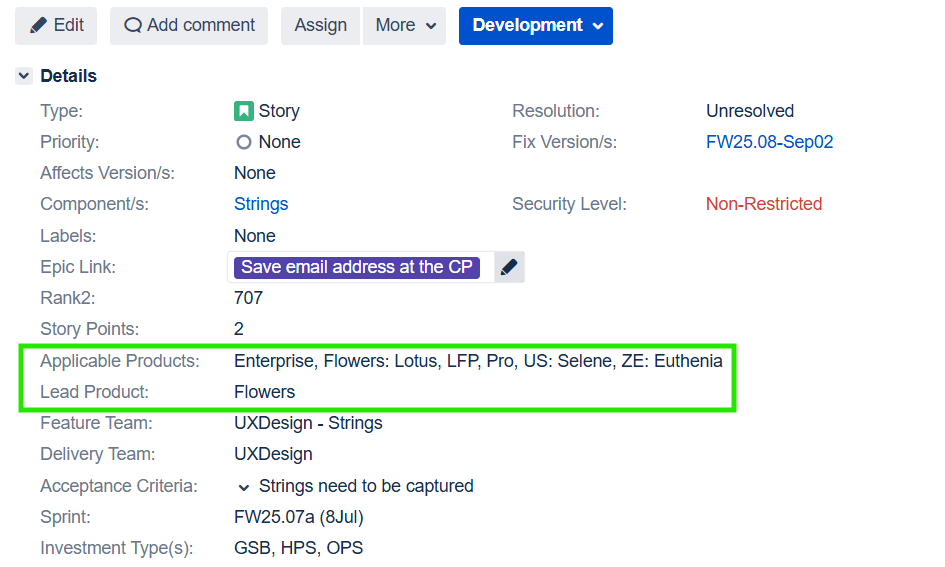 Edit Add comment Assign More Development
Details
Type: Story Resolution: Unresolved
Priority: None Fix Version/s: FW25.08-Sep02
Affects Version/s: None
Component/s: Strings Security Level: Non-Restricted
Labels: None
Epic Link: Save email address at the CP
Rank2: 707
Story Points: 2
Applicable Products: Enterprise, Flowers: Lotus, LFP, Pro, US: Selene, ZE: Euthenia
Lead Product: Flowers
Feature Team: UXDesign - Strings
Delivery Team: UXDesign
Acceptance Criteria: Strings need to be captured
Sprint: FW25.07a (8Jul)
Investment Type(s): GSB, HPS, OPS